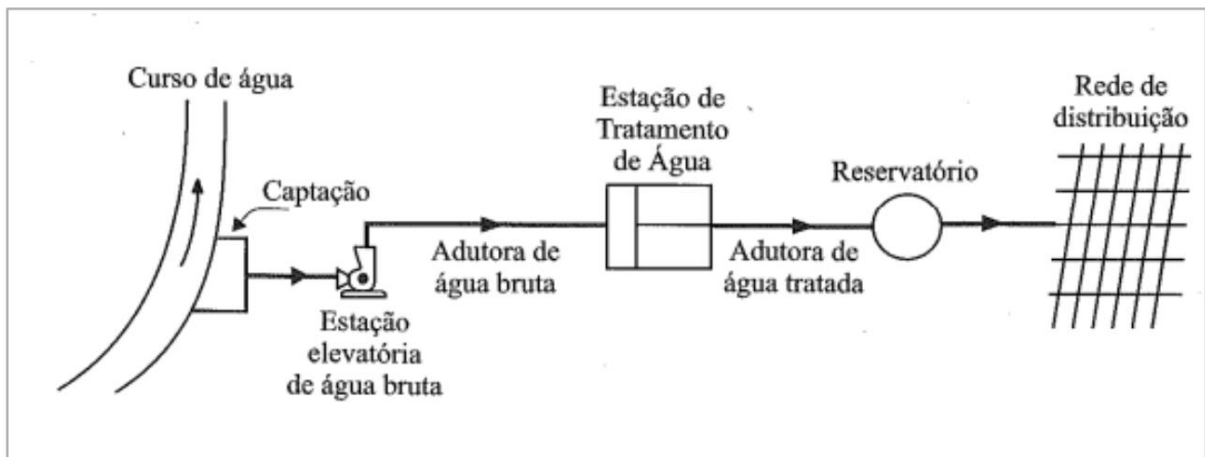 Curso de água
Captação
Estação
elevatória
de água bruta
Adutora de
água bruta
Estação de
Tratamento
de Água
Adutora de
água tratada
Reservatório
Rede de
distribuição